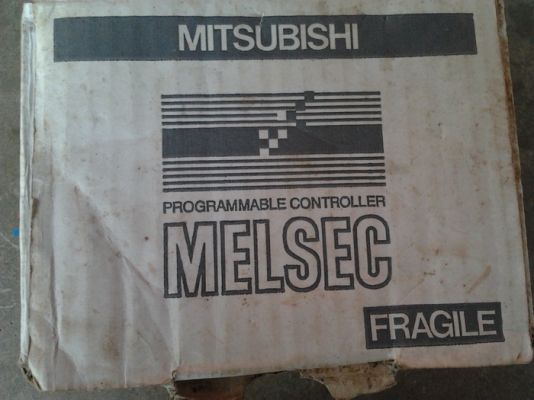 MITSUBISHI
PROGRAMMABLE CONTROLLER
MELSEC
FRAGILE